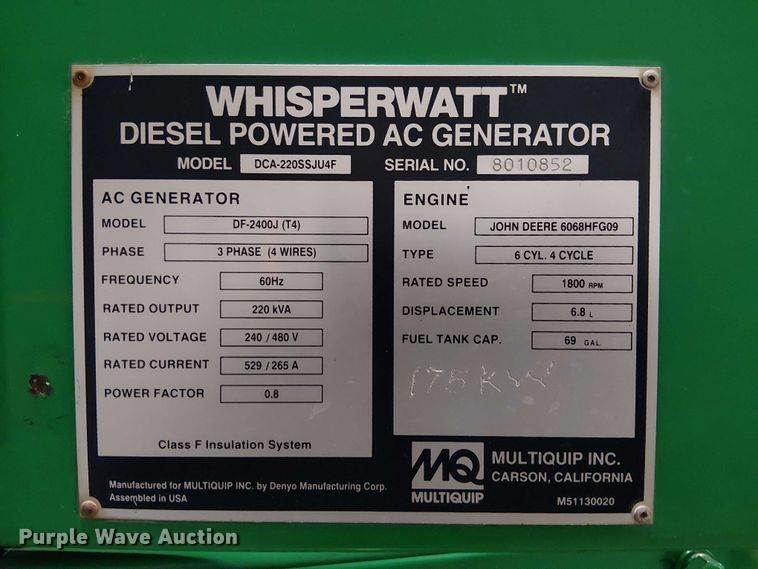 WHISPERWATT™
DIESEL POWERED AC GENERATOR
MODEL DCA-220SSJU4F SERIAL NO. 8010852
AC GENERATOR
MODEL DF-2400J (T4)
PHASE 3 PHASE (4 WIRES)
FREQUENCY 60Hz
RATED OUTPUT 220 kVA
RATED VOLTAGE 240 / 480 V
RATED CURRENT 529 / 265 A
POWER FACTOR 0.8
Class F Insulation System
ENGINE
MODEL JOHN DEERE 6068HFG09
TYPE 6 CYL. 4 CYCLE
RATED SPEED 1800 RPM
DISPLACEMENT 6.8 L
FUEL TANK CAP. 69 GAL.
175 KW
Manufactured for MULTIQUIP INC. by Denyo Manufacturing Corp.
Assembled in USA
MQ
MULTIQUIP
MULTIQUIP INC.
CARSON, CALIFORNIA
M51130020
Purple Wave Auction